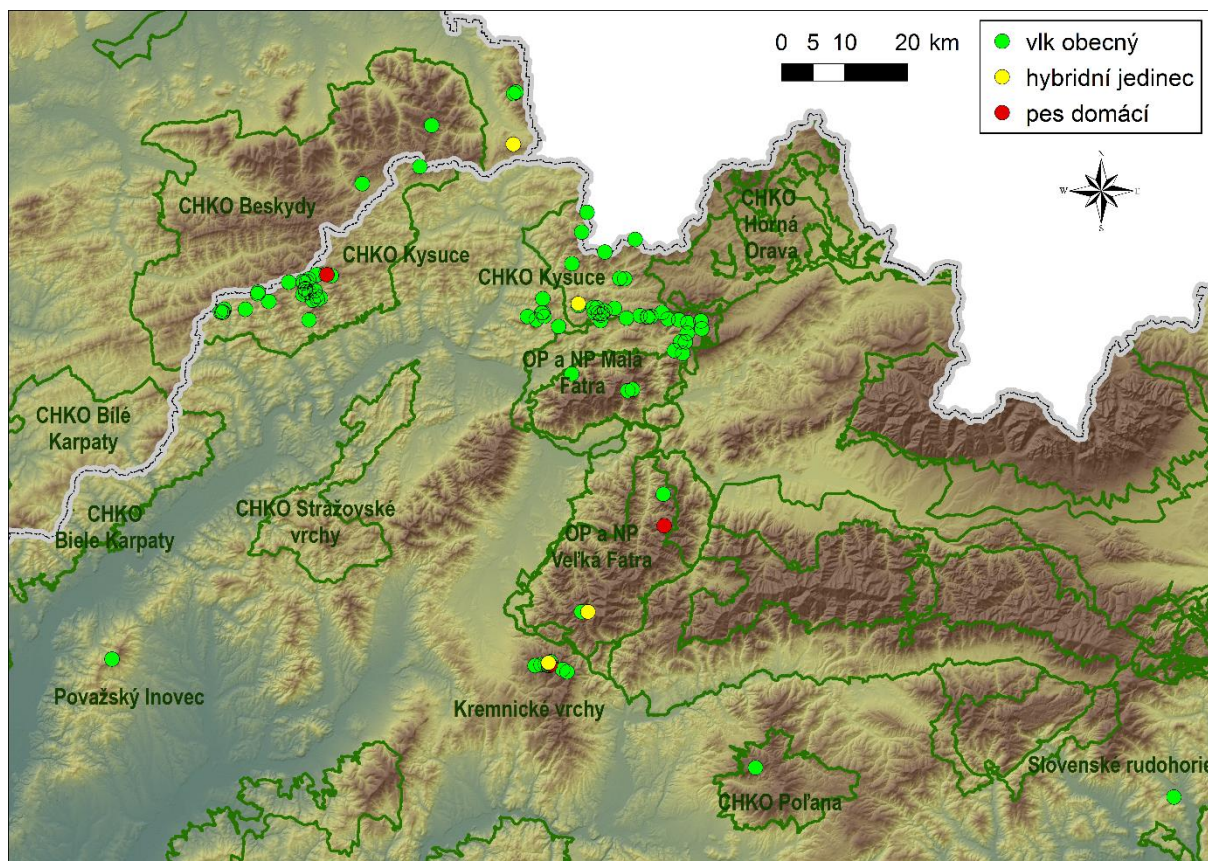 0 5 10 20 km
vlk obecný
hybridní jedinec
pes domácí
N
W E
S
CHKO Beskydy
CHKO
Horná
Orava
CHKO Kysuce
CHKO Kysuce
OP a NP Malá
Fatra
CHKO Bílé
Karpaty
CHKO
Biele Karpaty
CHKO Strážovské
vrchy
OP a NP
Veľká Fatra
Považský Inovec
Kremnické vrchy
CHKO Poľana
Slovenské rudohorie